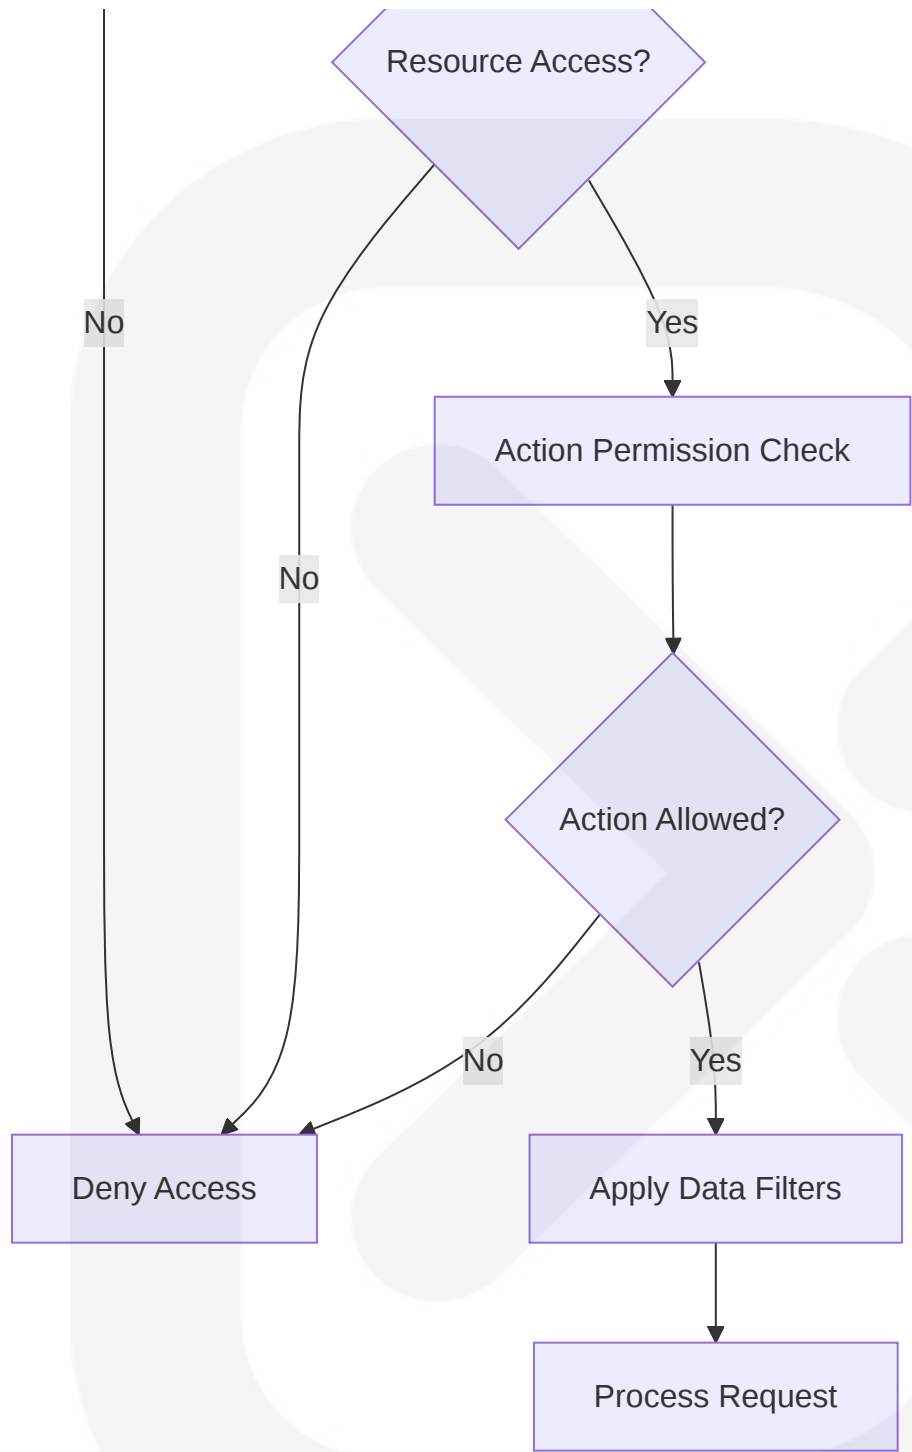 Resource Access?
No
Yes
Action Permission Check
No
Action Allowed?
No
Yes
Deny Access
Apply Data Filters
Process Request